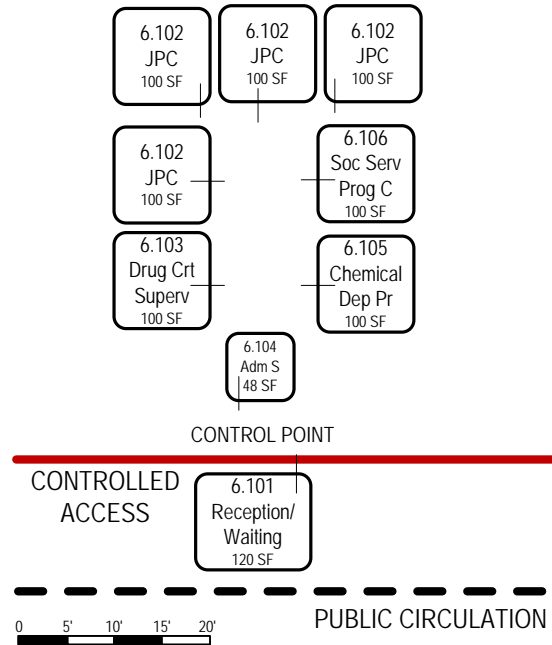 6.102
JPC
100 SF
6.102
JPC
100 SF
6.102
JPC
100 SF
6.102
JPC
100 SF
6.106
Soc Serv
Prog C
100 SF
6.103
Drug Crt
Superv
100 SF
6.105
Chemical
Dep Pr
100 SF
6.104
Adm S
48 SF
CONTROL POINT
CONTROLLED
ACCESS
6.101
Reception/
Waiting
120 SF
PUBLIC CIRCULATION
0 5' 10' 15' 20'